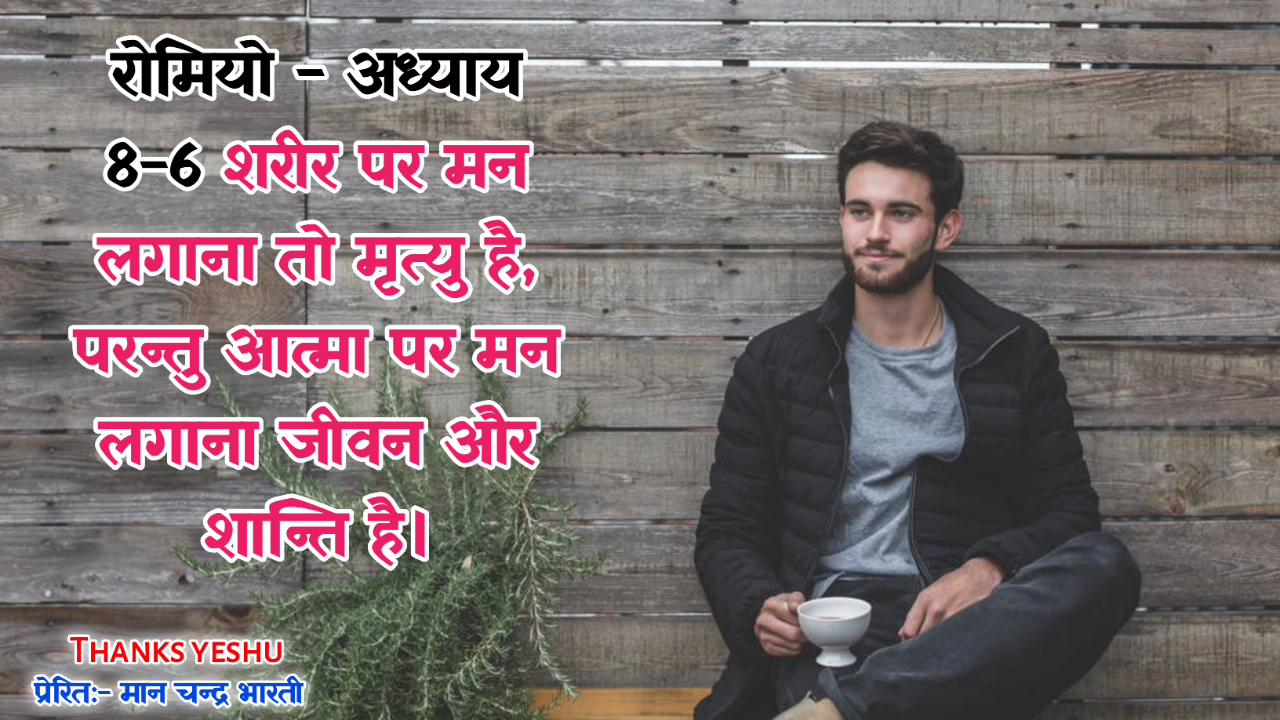 रोमियो - अध्याय
8-6 शरीर पर मन
लगाना तो मृत्यु है,
परन्तु आत्मा पर मन
लगाना जीवन और
शान्ति है।
THANKS YESHU
प्रेरितः- मान चन्द्र भारती